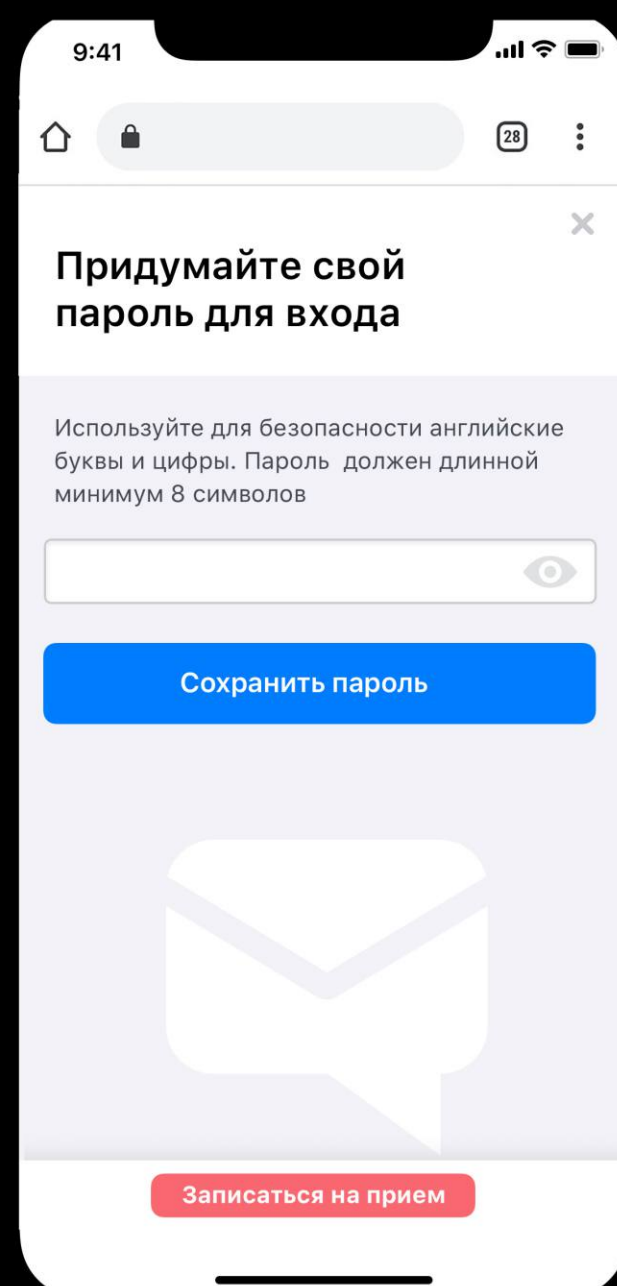 9:41
28
Придумайте свой
пароль для входа
Используйте для безопасности английские
буквы и цифры. Пароль  должен длинной
минимум 8 символов
Сохранить пароль
Записаться на прием